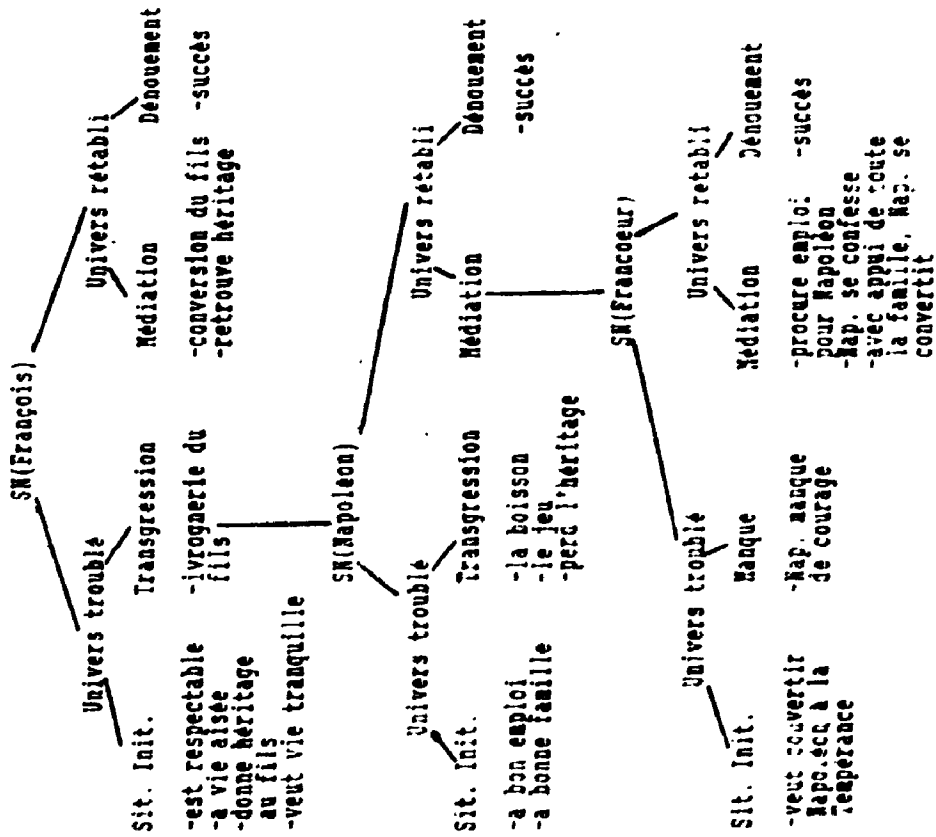 SN(François)
Univers troublé
Univers rétabli
Sit. Init.
Transgression
Médiation
Dénouement
-est respectable
-a vie aisée
-donne héritage
au fils
-veut vie tranquille
-ivrognerie du
fils
-conversion du fils
-retrouve héritage
-succès
SN(Napoléon)
Univers troublé
Univers rétabli
Sit. Init.
Transgression
Médiation
Dénouement
-a bon emploi
-a bonne famille
-la boisson
-le jeu
-perd l'héritage
-succès
SN(Francoeur)
Univers troublé
Univers rétabli
Sit. Init.
Manque
Médiation
Dénouement
-veut convertir
Napoléon à la
Tempérance
-Nap. manque
de courage
-procure emploi
pour Napoléon
-Nap. se confesse
-avec appui de toute
la famille, Nap. se
convertit
-succès